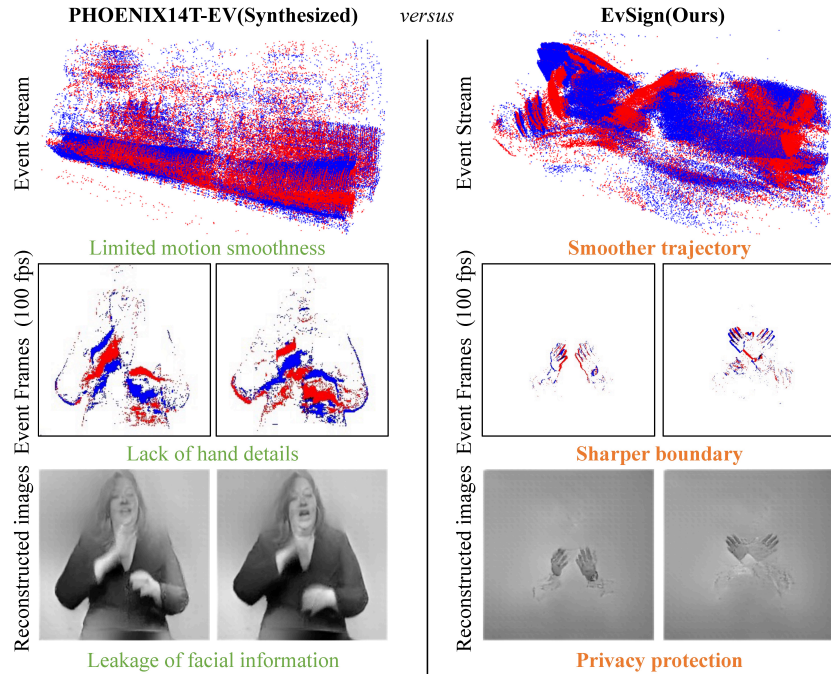 PHOENIX14T-EV(Synthesized) versus EvSign(Ours)
Event Stream
Event Stream
Limited motion smoothness
Smoother trajectory
Event Frames (100 fps)
Event Frames (100 fps)
Lack of hand details
Sharper boundary
Reconstructed images
Reconstructed images
Leakage of facial information
Privacy protection